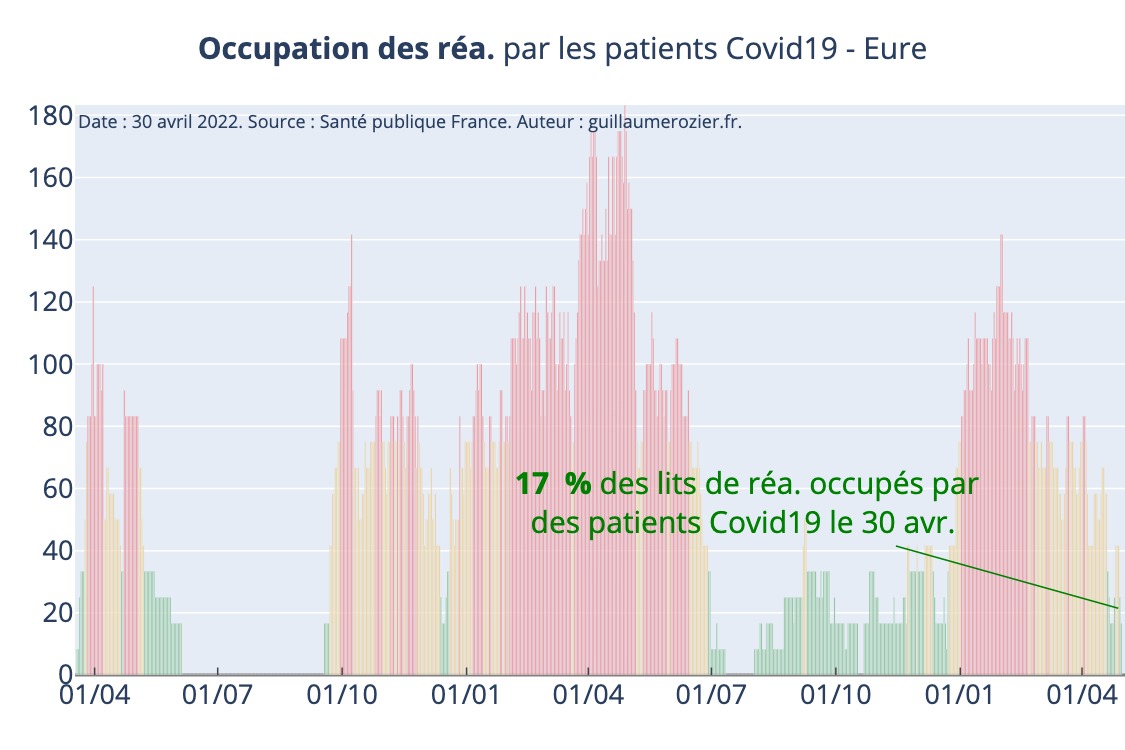 Occupation des réa. par les patients Covid19 - Eure
180
Date : 30 avril 2022. Source : Santé publique France. Auteur : guillaumerozier.fr.
160
140
120
100
80
60
17 % des lits de réa. occupés par
des patients Covid19 le 30 avr.
40
20
0
01/04 01/07 01/10 01/01 01/04 01/07 01/10 01/01 01/04